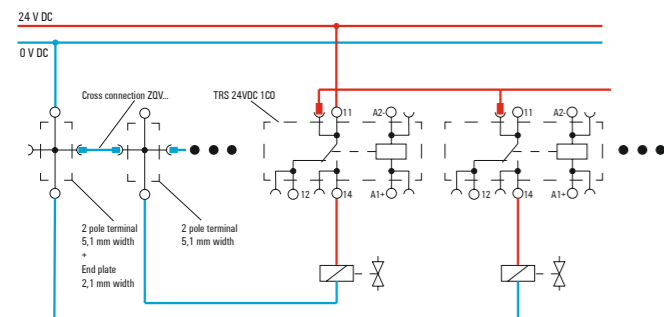 24 V DC
0 V DC
Cross connection ZQV...
TRS 24VDC 1CO
11
A2-
11
A2-
12
14
A1+
12
14
A1+
2 pole terminal
5,1 mm width
+
End plate
2,1 mm width
2 pole terminal
5,1 mm width